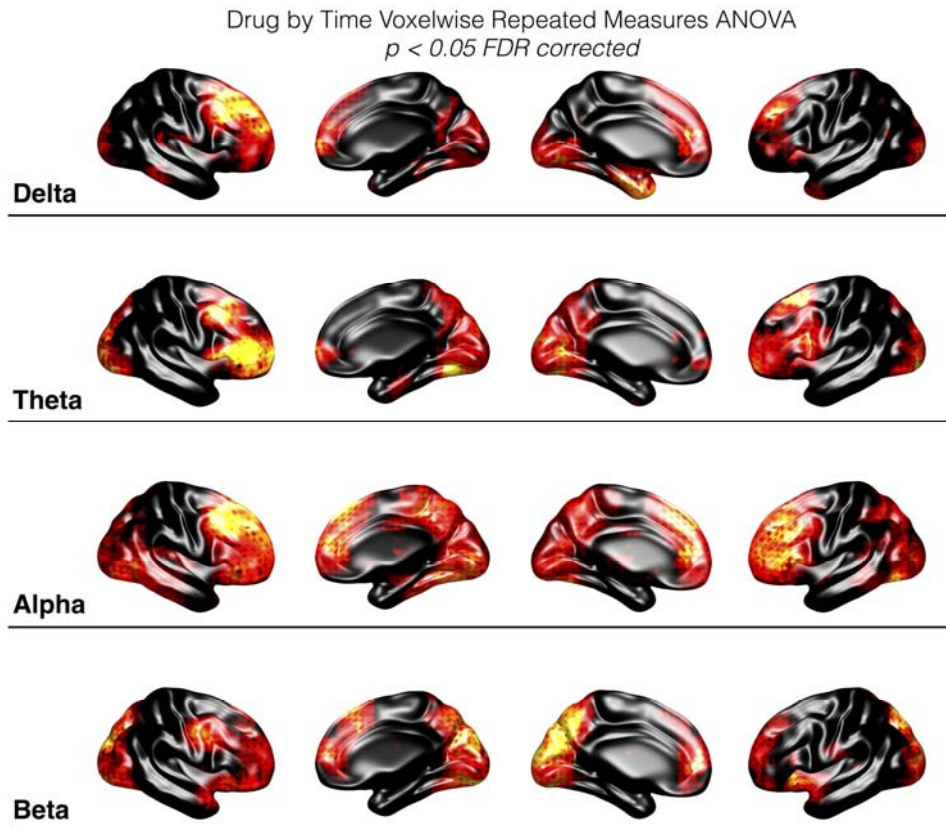 Drug by Time Voxelwise Repeated Measures ANOVA
p < 0.05 FDR corrected
Delta
Theta
Alpha
Beta